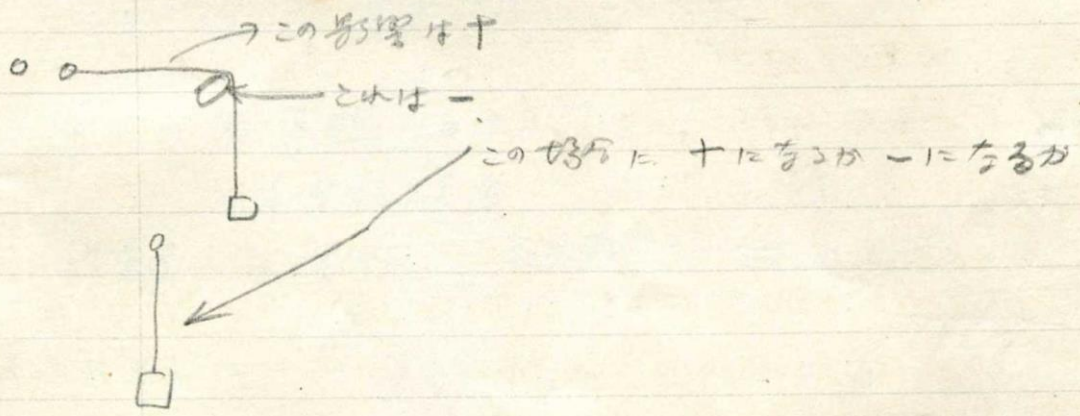 この影響は +
これは −
この場合に + になるか − になるか